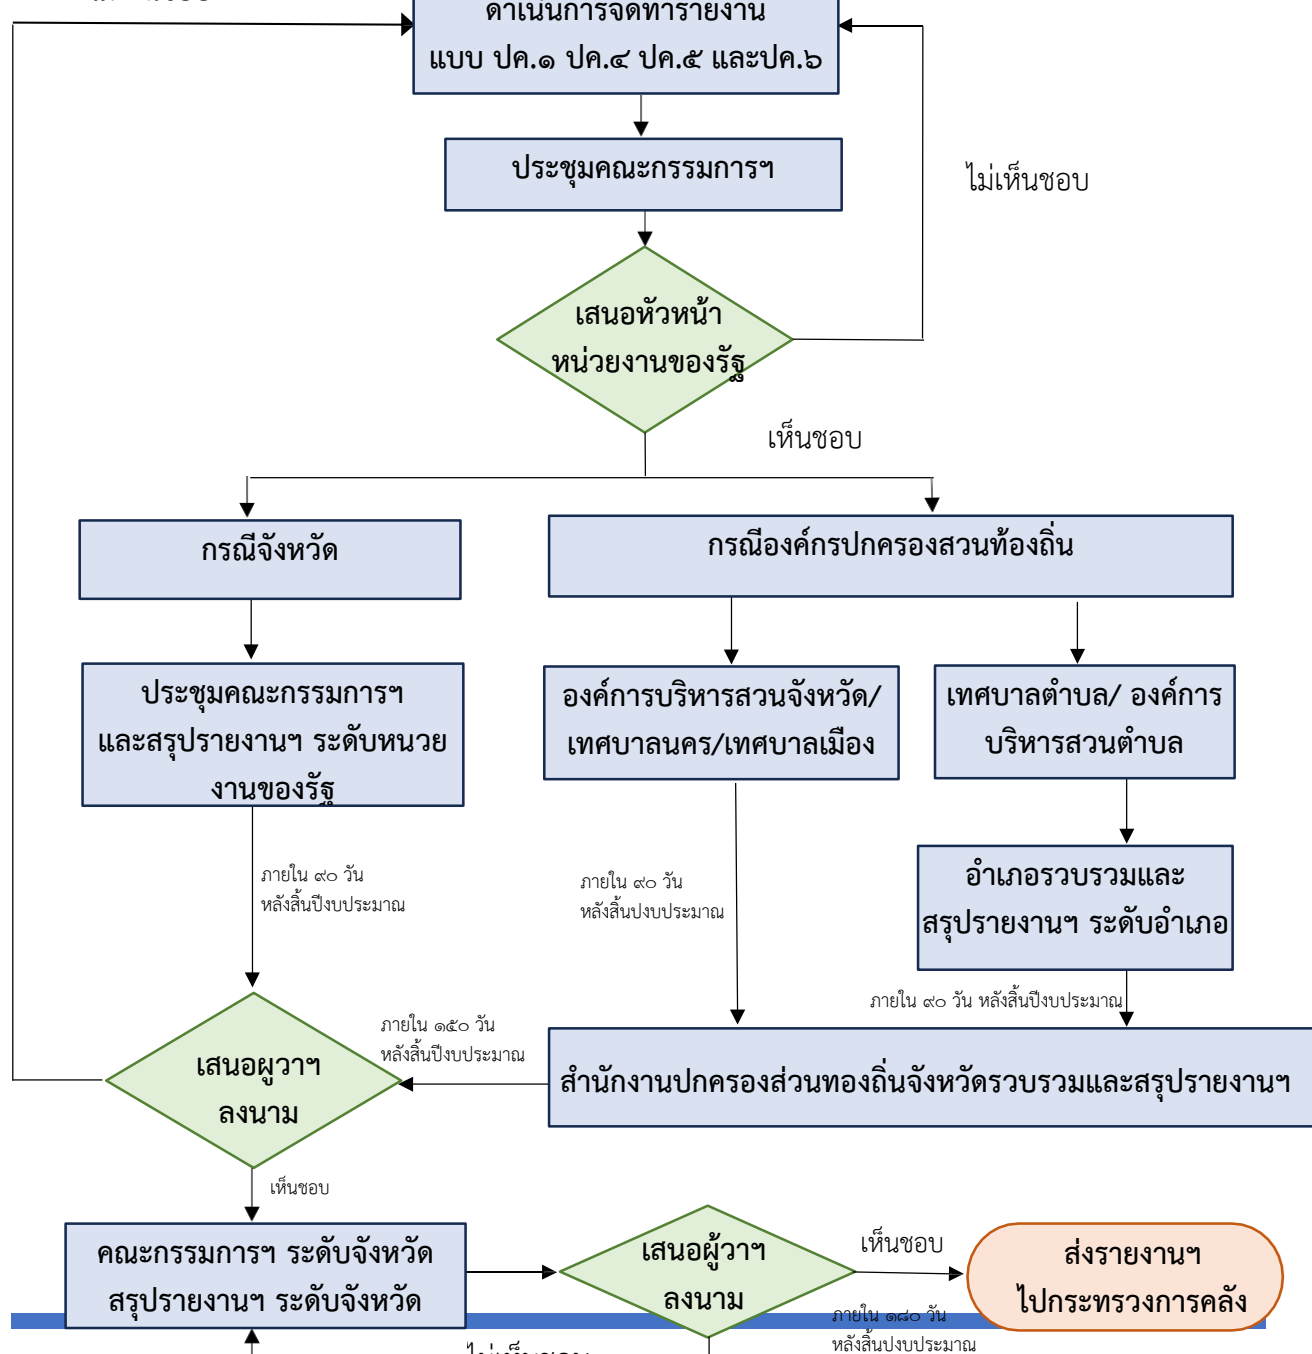 ดำเนินการจัดทำรายงาน
แบบ ปค.๑ ปค.๔ ปค.๕ และปค.๖
ประชุมคณะกรรมการฯ
ไม่เห็นชอบ
เสนอหัวหน้า
หน่วยงานของรัฐ
เห็นชอบ
กรณีจังหวัด
กรณีองค์กรปกครองสวนท้องถิ่น
ประชุมคณะกรรมการฯ
และสรุปรายงานฯ ระดับหนวย
งานของรัฐ
องค์การบริหารสวนจังหวัด/
เทศบาลนคร/เทศบาลเมือง
เทศบาลตำบล/ องค์การ
บริหารสวนตำบล
ภายใน ๙๐ วัน
หลังสิ้นปีงบประมาณ
ภายใน ๙๐ วัน
หลังสิ้นปงบประมาณ
อำเภอรวบรวมและ
สรุปรายงานฯ ระดับอำเภอ
ภายใน ๙๐ วัน หลังสิ้นปีงบประมาณ
ภายใน ๑๕๐ วัน
หลังสิ้นปีงบประมาณ
เสนอผูวาฯ
ลงนาม
สำนักงานปกครองส่วนทองถิ่นจังหวัดรวบรวมและสรุปรายงานฯ
เห็นชอบ
คณะกรรมการฯ ระดับจังหวัด
สรุปรายงานฯ ระดับจังหวัด
เสนอผู้วาฯ
ลงนาม
เห็นชอบ
ส่งรายงานฯ
ไปกระทรวงการคลัง
ภายใน ๑๘๐ วัน
หลังสิ้นปงบประมาณ
ไม่เห็นชอบ